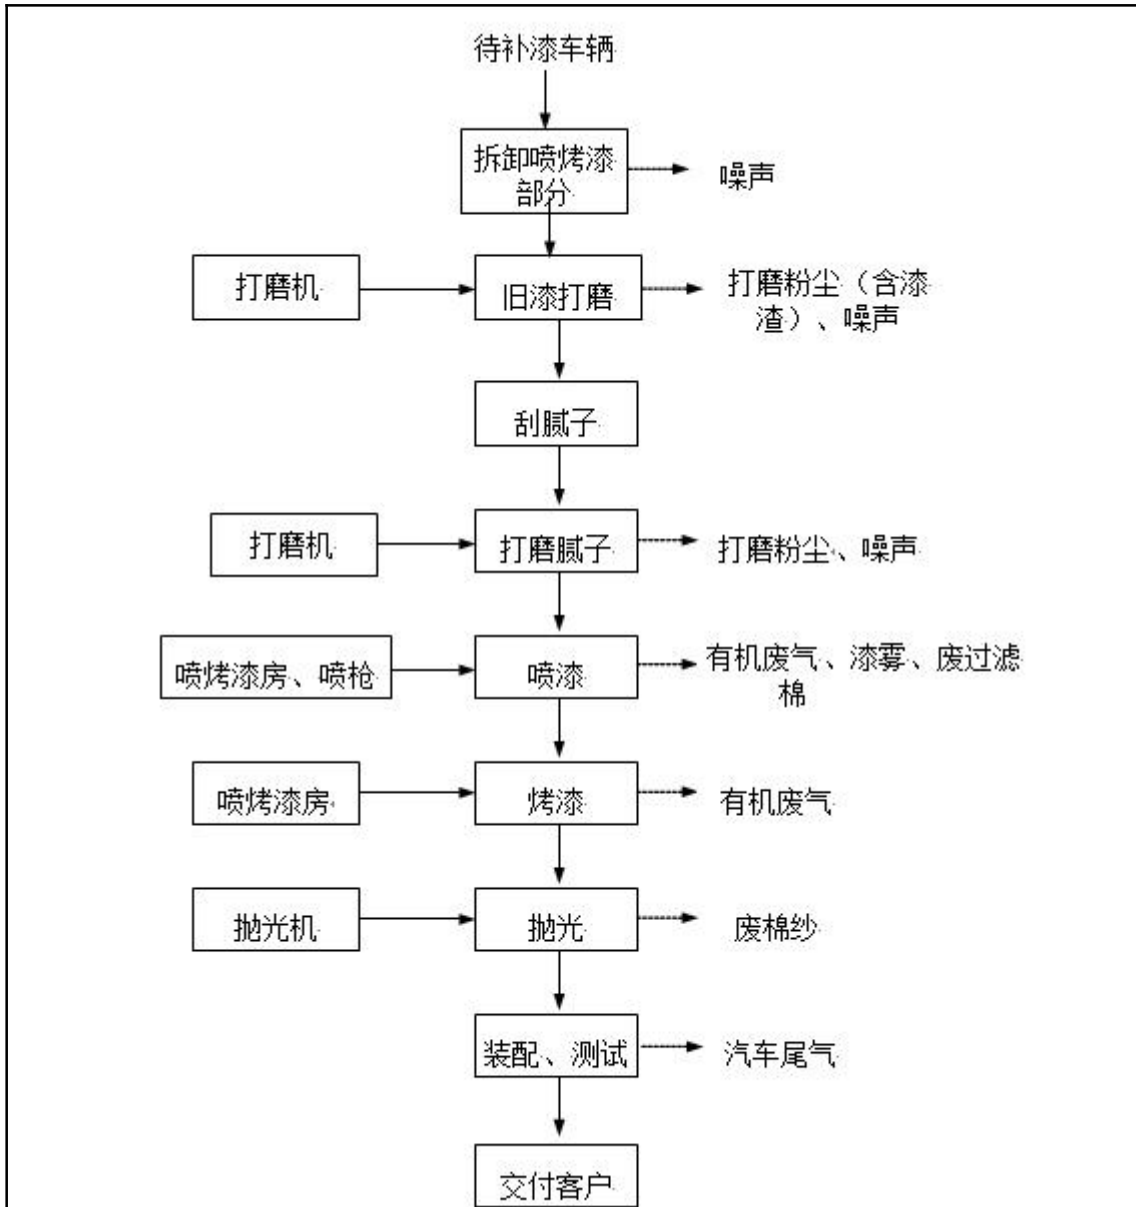 待补漆车辆
拆卸喷烤漆
部分
噪声
打磨机
旧漆打磨
打磨粉尘（含漆
渣）、噪声
刮腻子
打磨机
打磨腻子
打磨粉尘、噪声
喷烤漆房、喷枪
喷漆
有机废气、漆雾、废过滤
棉
喷烤漆房
烤漆
有机废气
抛光机
抛光
废棉纱
装配、测试
汽车尾气
交付客户